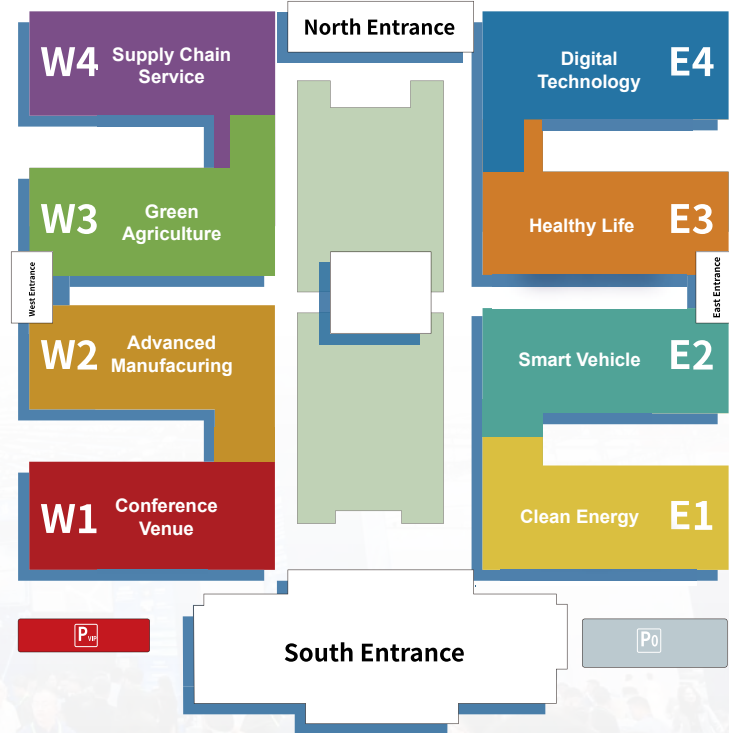 North Entrance
W4
Supply Chain
Service
Digital
Technology
E4
W3
Green
Agriculture
Healthy Life
E3
West Entrance
East Entrance
W2
Advanced
Manufacuring
Smart Vehicle
E2
W1
Conference
Venue
Clean Energy
E1
P VIP
South Entrance
P0